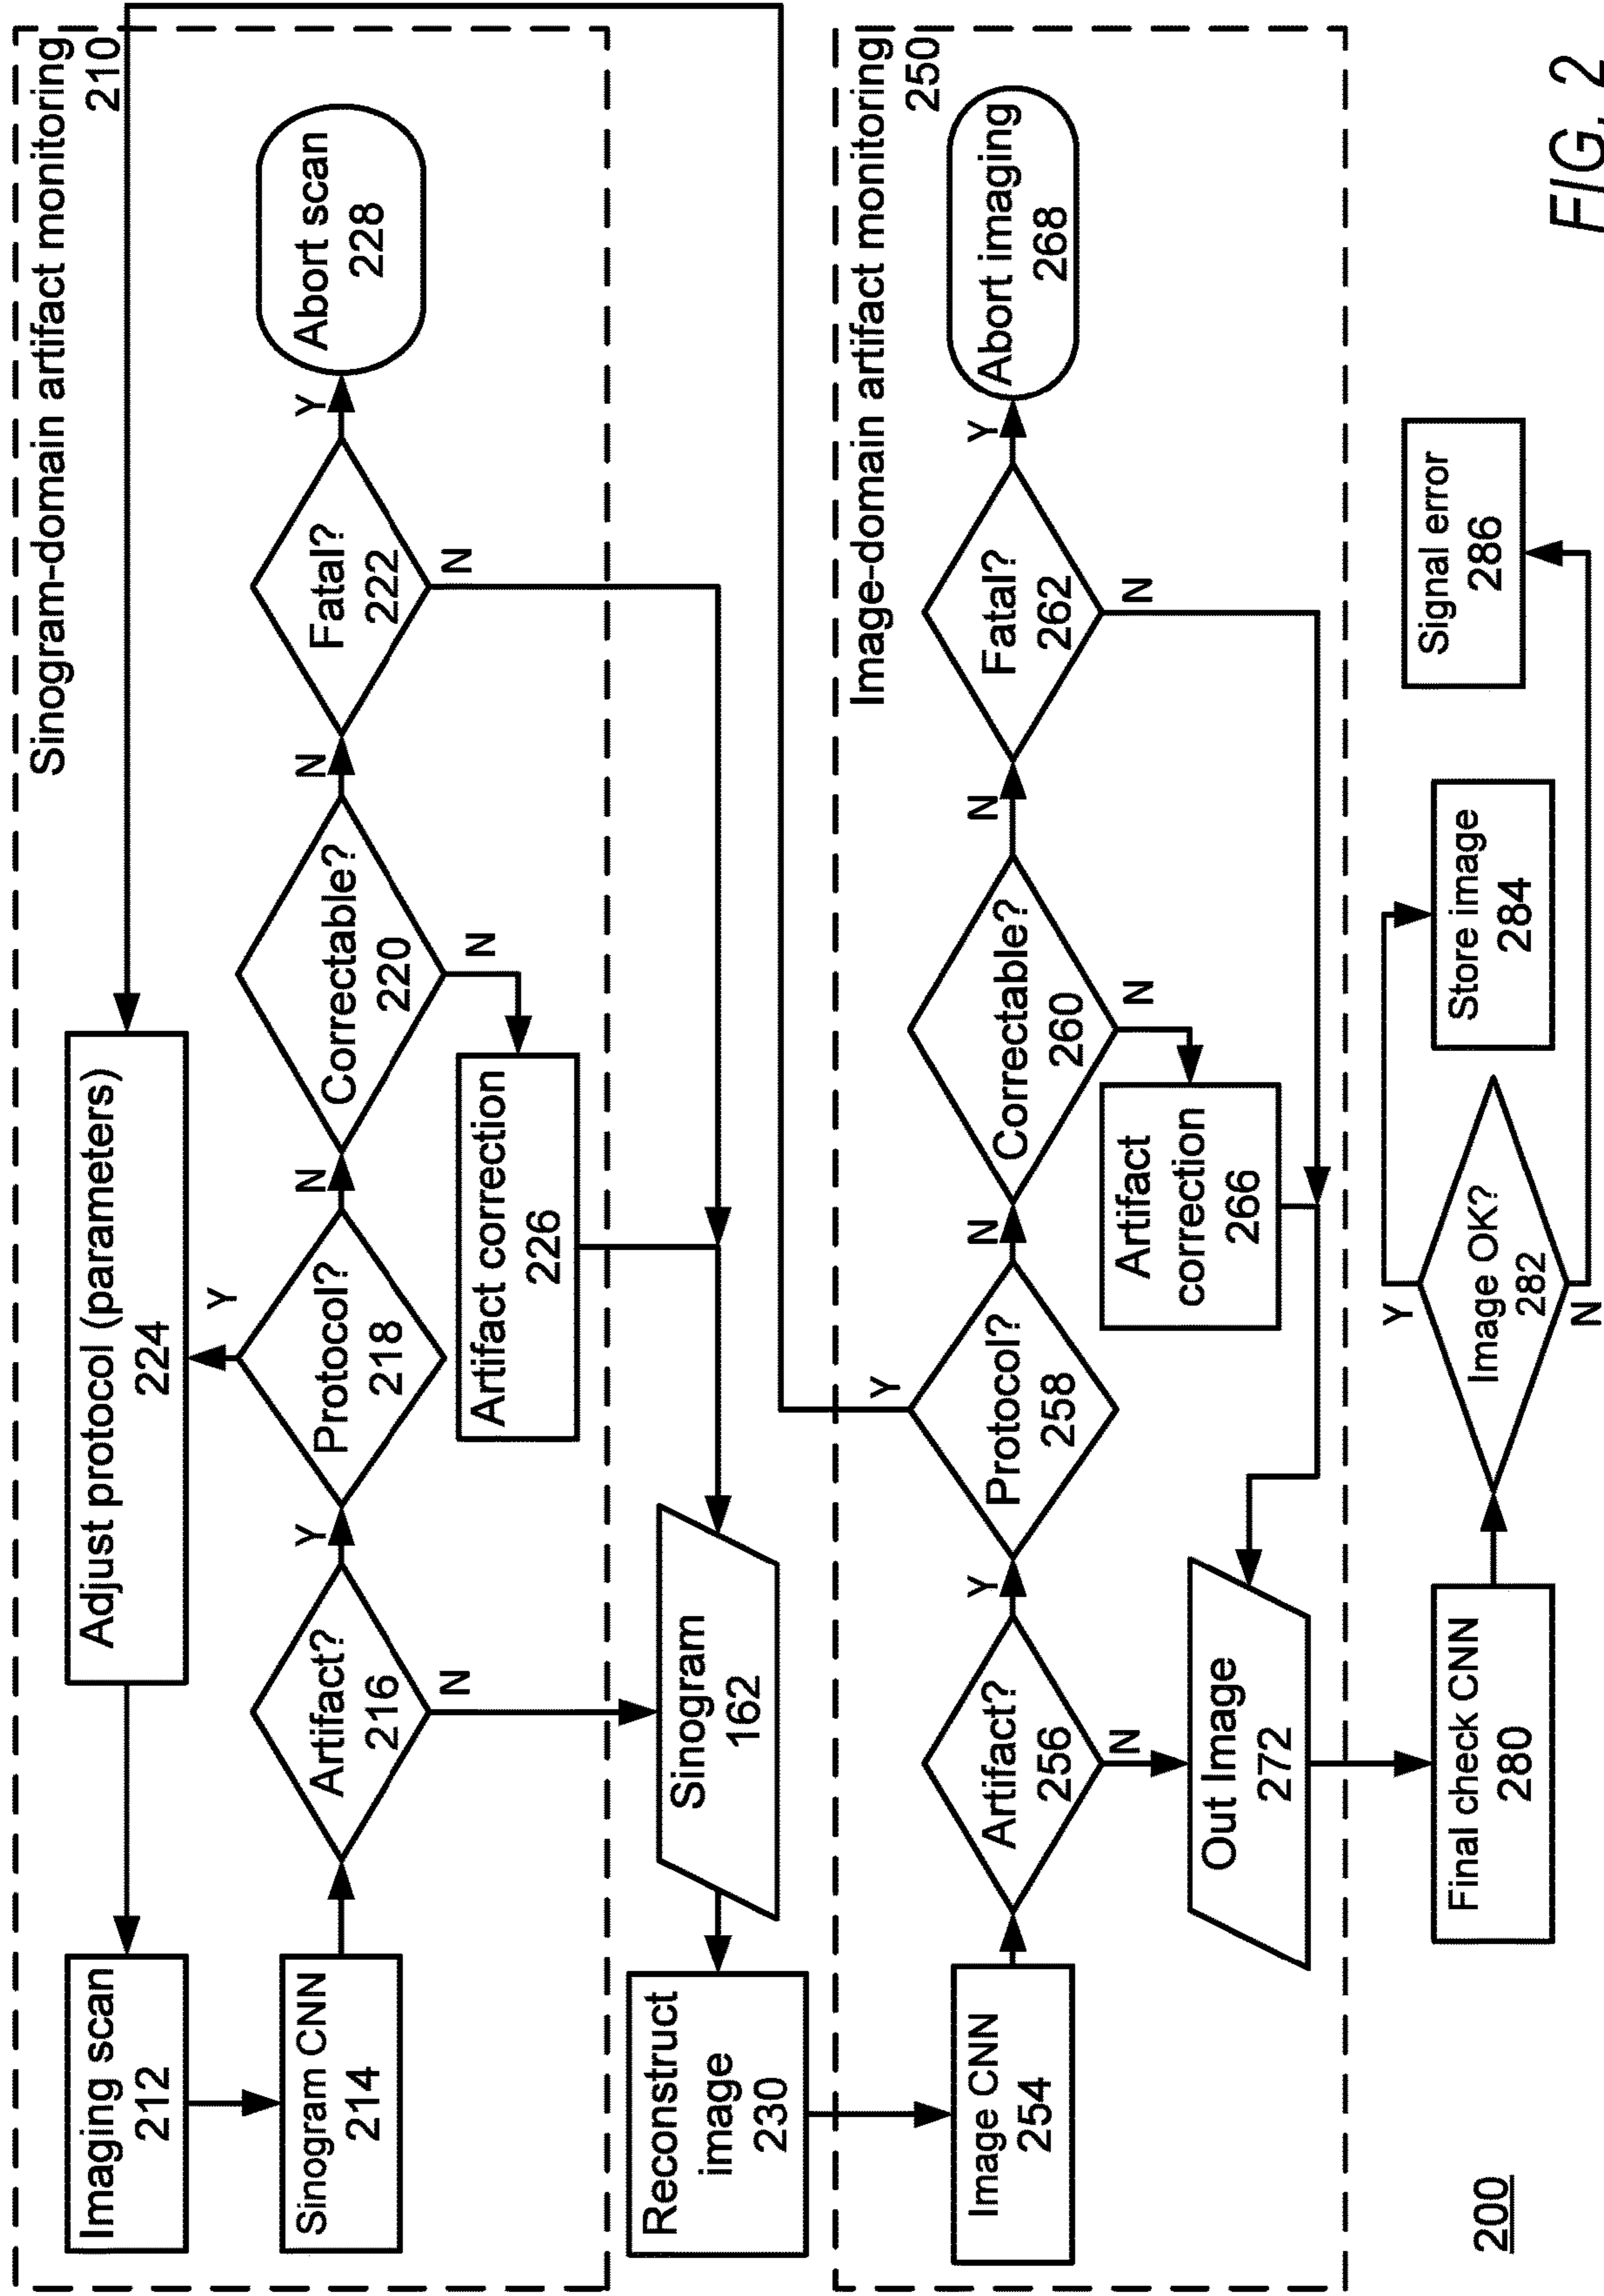 Sinogram-domain artifact monitoring
210
Imaging scan
212
Adjust protocol (parameters)
224
Sinogram CNN
214
Artifact?
216
Y
N
Protocol?
218
Y
N
Correctable?
220
N
N
Fatal?
222
Y
N
Abort scan
228
Artifact correction
226
Sinogram
162
Reconstruct
image
230
Image-domain artifact monitoring
250
Image CNN
254
Artifact?
256
Y
N
Protocol?
258
Y
N
Correctable?
260
N
N
Fatal?
262
Y
N
Abort imaging
268
Artifact
correction
266
Out Image
272
Final check CNN
280
Image OK?
282
Y
N
Store image
284
Signal error
286
200
FIG. 2